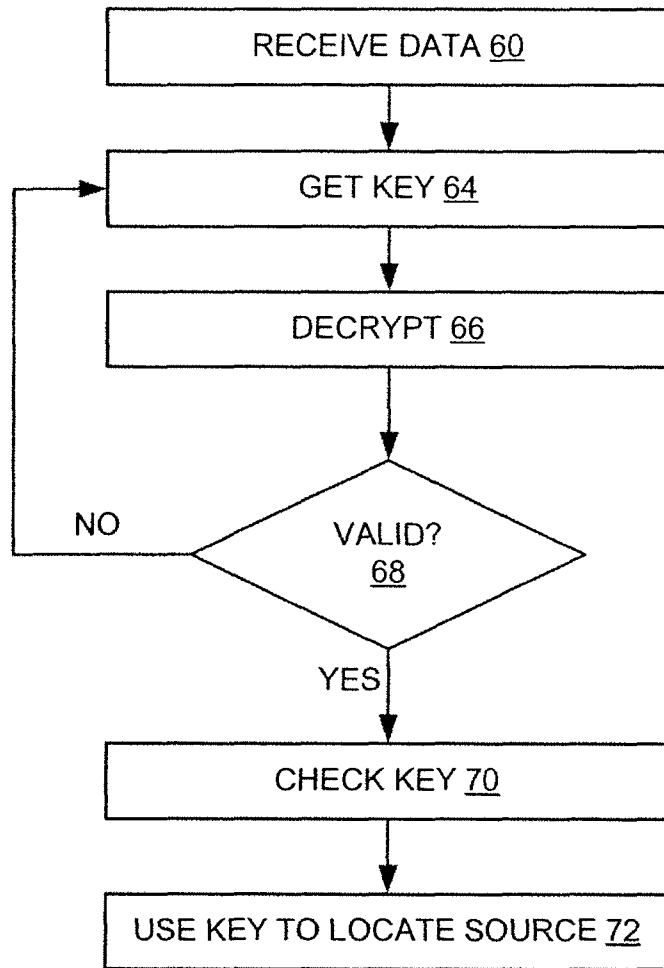 RECEIVE DATA 60
GET KEY 64
DECRYPT 66
VALID?
68
NO
YES
CHECK KEY 70
USE KEY TO LOCATE SOURCE 72